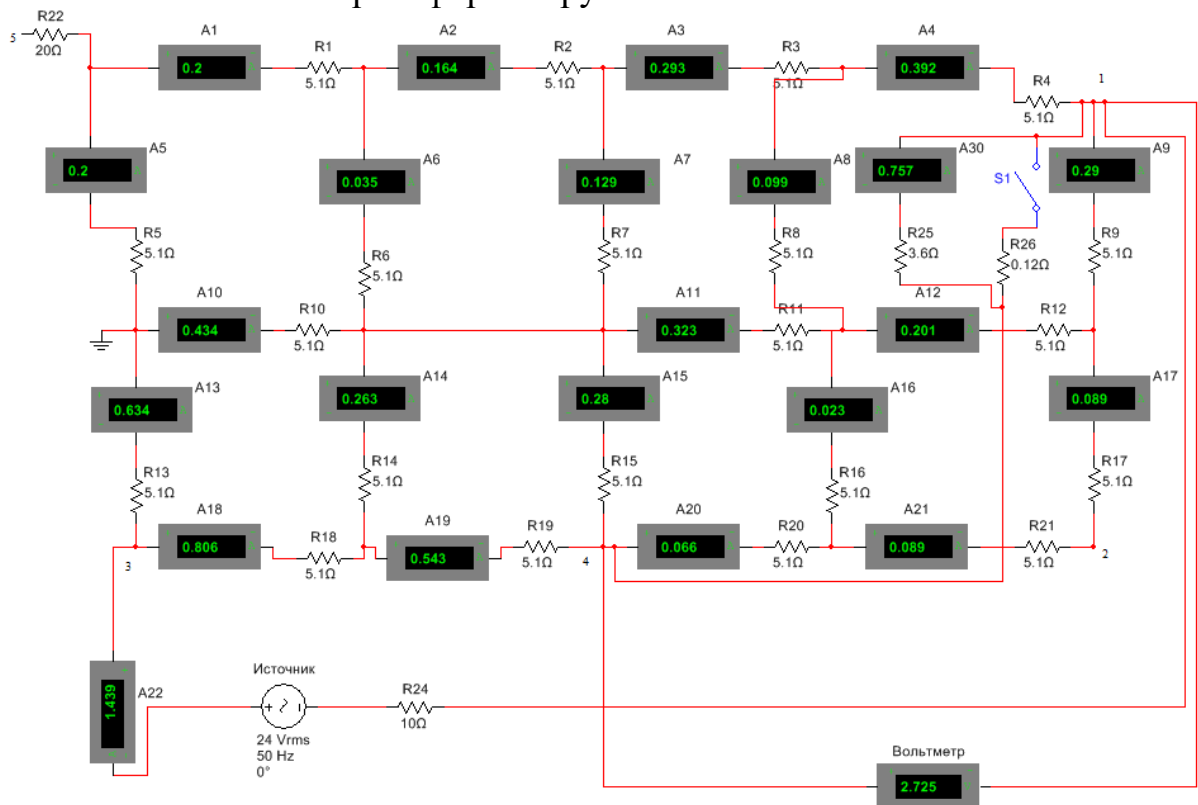 R22
5
20Ω
A1
0.2
R1
5.1Ω
A2
0.164
R2
5.1Ω
A3
0.293
R3
5.1Ω
A4
0.392
R4
5.1Ω
1
A5
0.2
A6
0.035
A7
0.129
A8
0.099
A30
0.757
S1
A9
0.29
R5
5.1Ω
R6
5.1Ω
R7
5.1Ω
R8
5.1Ω
R25
3.6Ω
R26
0.12Ω
R9
5.1Ω
A10
0.434
R10
5.1Ω
A11
0.323
R11
5.1Ω
A12
0.201
R12
5.1Ω
A13
0.634
A14
0.263
A15
0.28
A16
0.023
A17
0.089
R13
5.1Ω
R14
5.1Ω
R15
5.1Ω
R16
5.1Ω
R17
5.1Ω
A18
0.806
R18
5.1Ω
A19
0.543
R19
5.1Ω
A20
0.066
R20
5.1Ω
A21
0.089
R21
5.1Ω
3
4
2
A22
1.439
Источник
24 Vrms
50 Hz
0°
R24
10Ω
Вольтметр
2.725